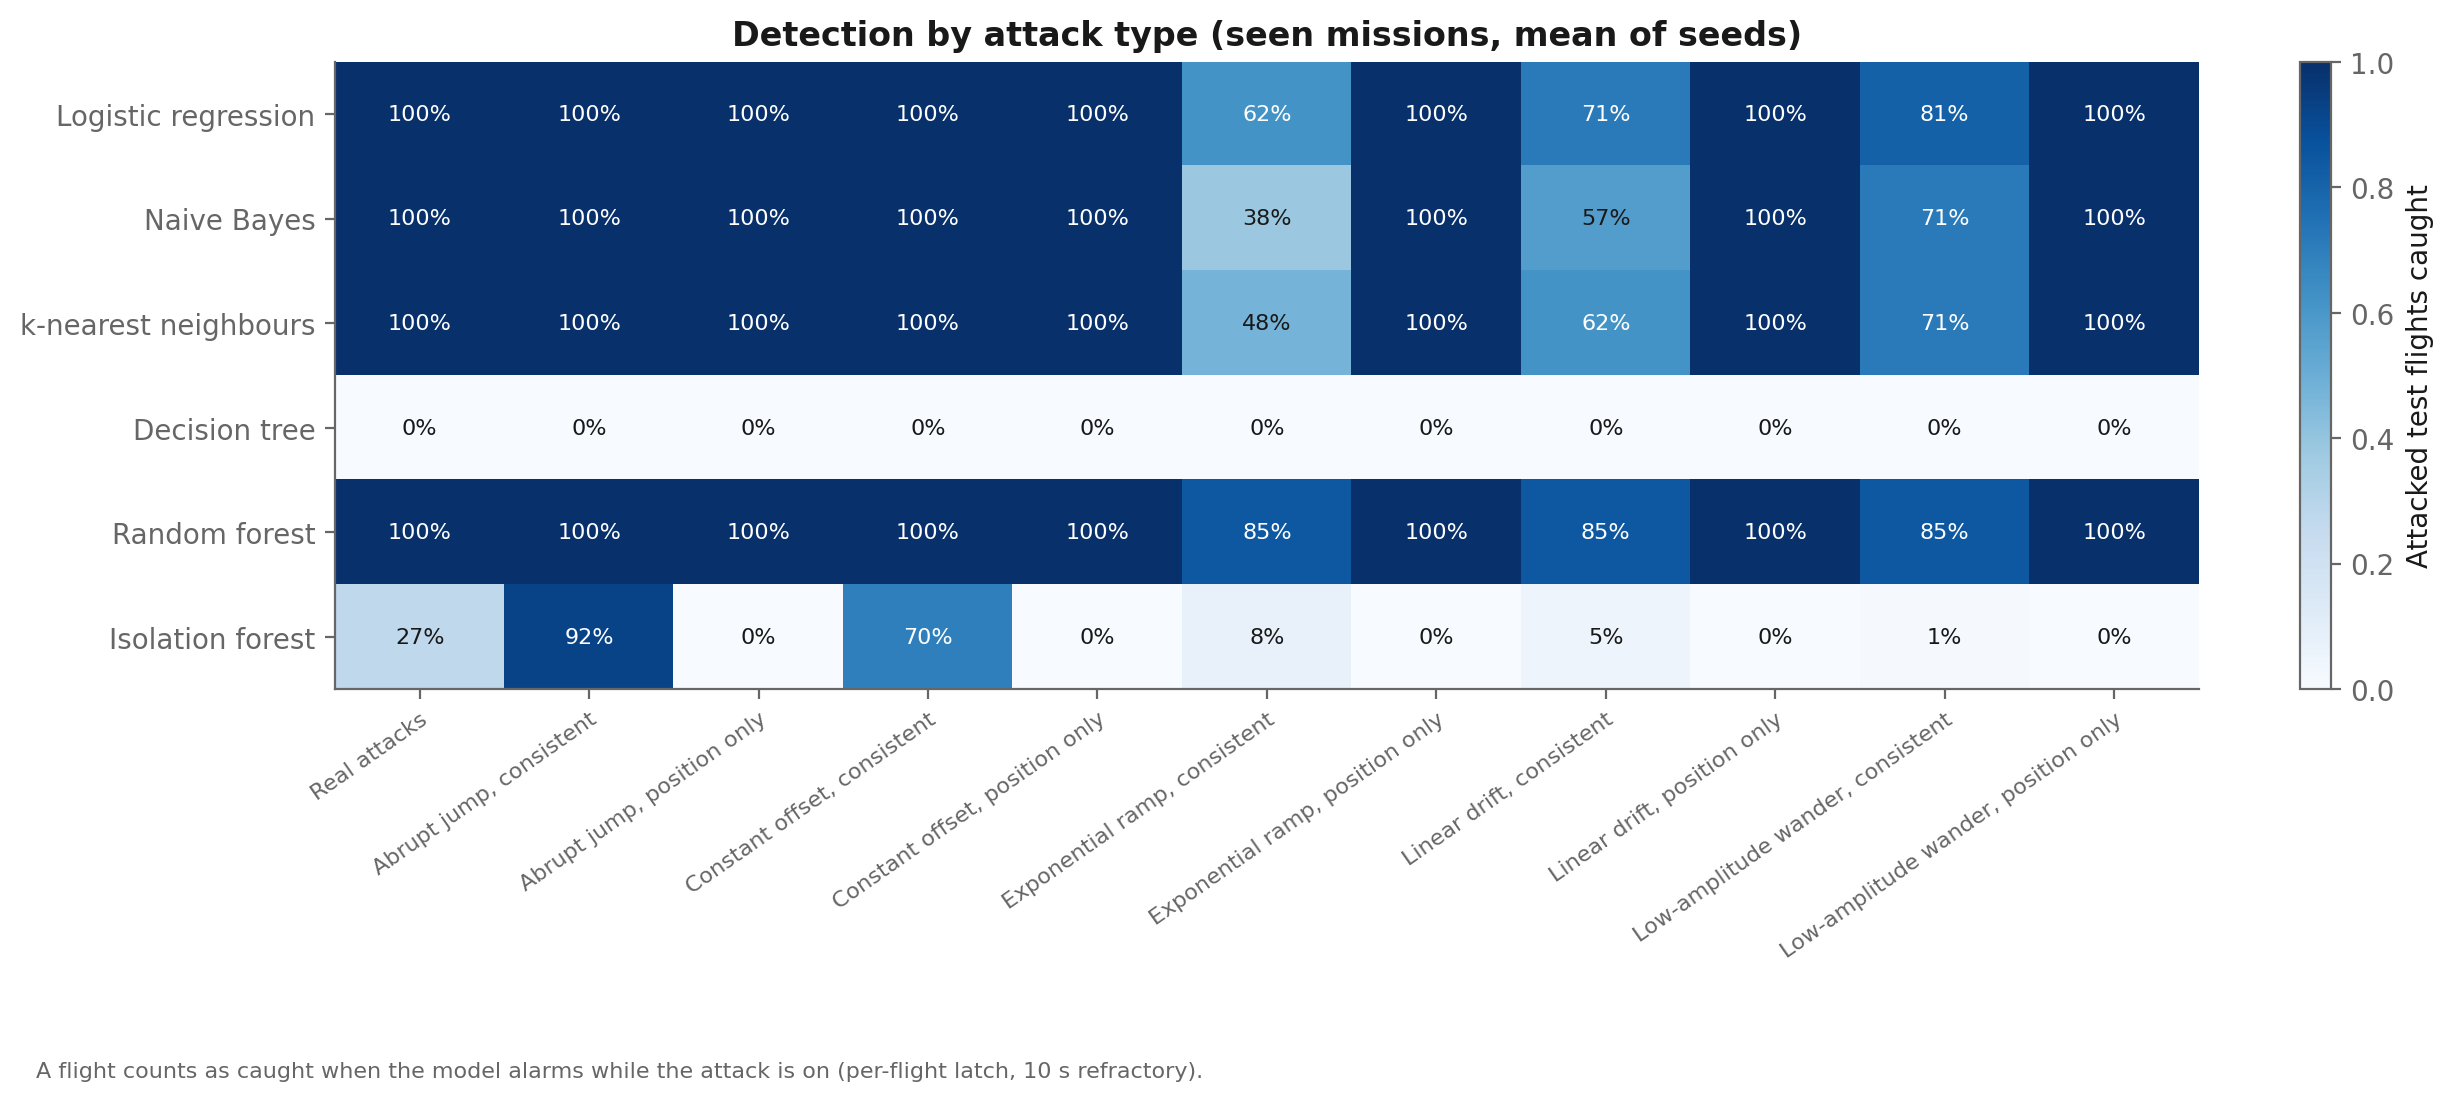 Detection by attack type (seen missions, mean of seeds)
Logistic regression 100% 100% 100% 100% 100% 62% 100% 71% 100% 81% 100%
Naive Bayes 100% 100% 100% 100% 100% 38% 100% 57% 100% 71% 100%
k-nearest neighbours 100% 100% 100% 100% 100% 48% 100% 62% 100% 71% 100%
Decision tree 0% 0% 0% 0% 0% 0% 0% 0% 0% 0% 0%
Random forest 100% 100% 100% 100% 100% 85% 100% 85% 100% 85% 100%
Isolation forest 27% 92% 0% 70% 0% 8% 0% 5% 0% 1% 0%
Real attacks
Abrupt jump, consistent
Abrupt jump, position only
Constant offset, consistent
Constant offset, position only
Exponential ramp, consistent
Exponential ramp, position only
Linear drift, consistent
Linear drift, position only
Low-amplitude wander, consistent
Low-amplitude wander, position only
1.0
0.8
0.6
0.4
0.2
0.0
Attacked test flights caught
A flight counts as caught when the model alarms while the attack is on (per-flight latch, 10 s refractory).